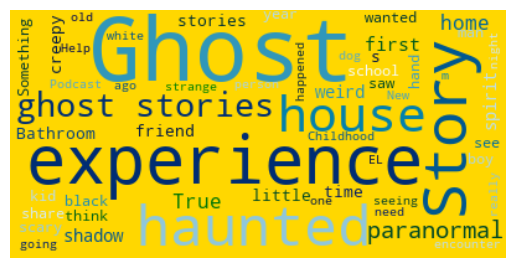 old
white
stories
year
wanted
home
Something
creepy
Help
Ghost
first
Story
man
night
Podcast
ago
strange
person
happened
dog
school
s
hand
saw
m
spirit
weird
New
ghost stories
house
Bathroom
friend
Childhood
see
boy
experience
EL
kid
black
True
little
time
one
seeing
need
really
share
think
scary
shadow
haunted
paranormal
going
encounter